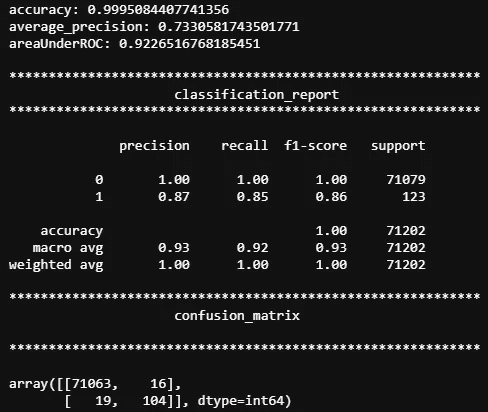 accuracy: 0.9995084407741356
average_precision: 0.7330581743501771
areaUnderROC: 0.9226516768185451
************************************************************
classification_report
************************************************************
precision recall f1-score support
0 1.00 1.00 1.00 71079
1 0.87 0.85 0.86 123
accuracy 1.00 71202
macro avg 0.93 0.92 0.93 71202
weighted avg 1.00 1.00 1.00 71202
************************************************************
confusion_matrix
************************************************************
array([[71063, 16],
[ 19, 104]], dtype=int64)